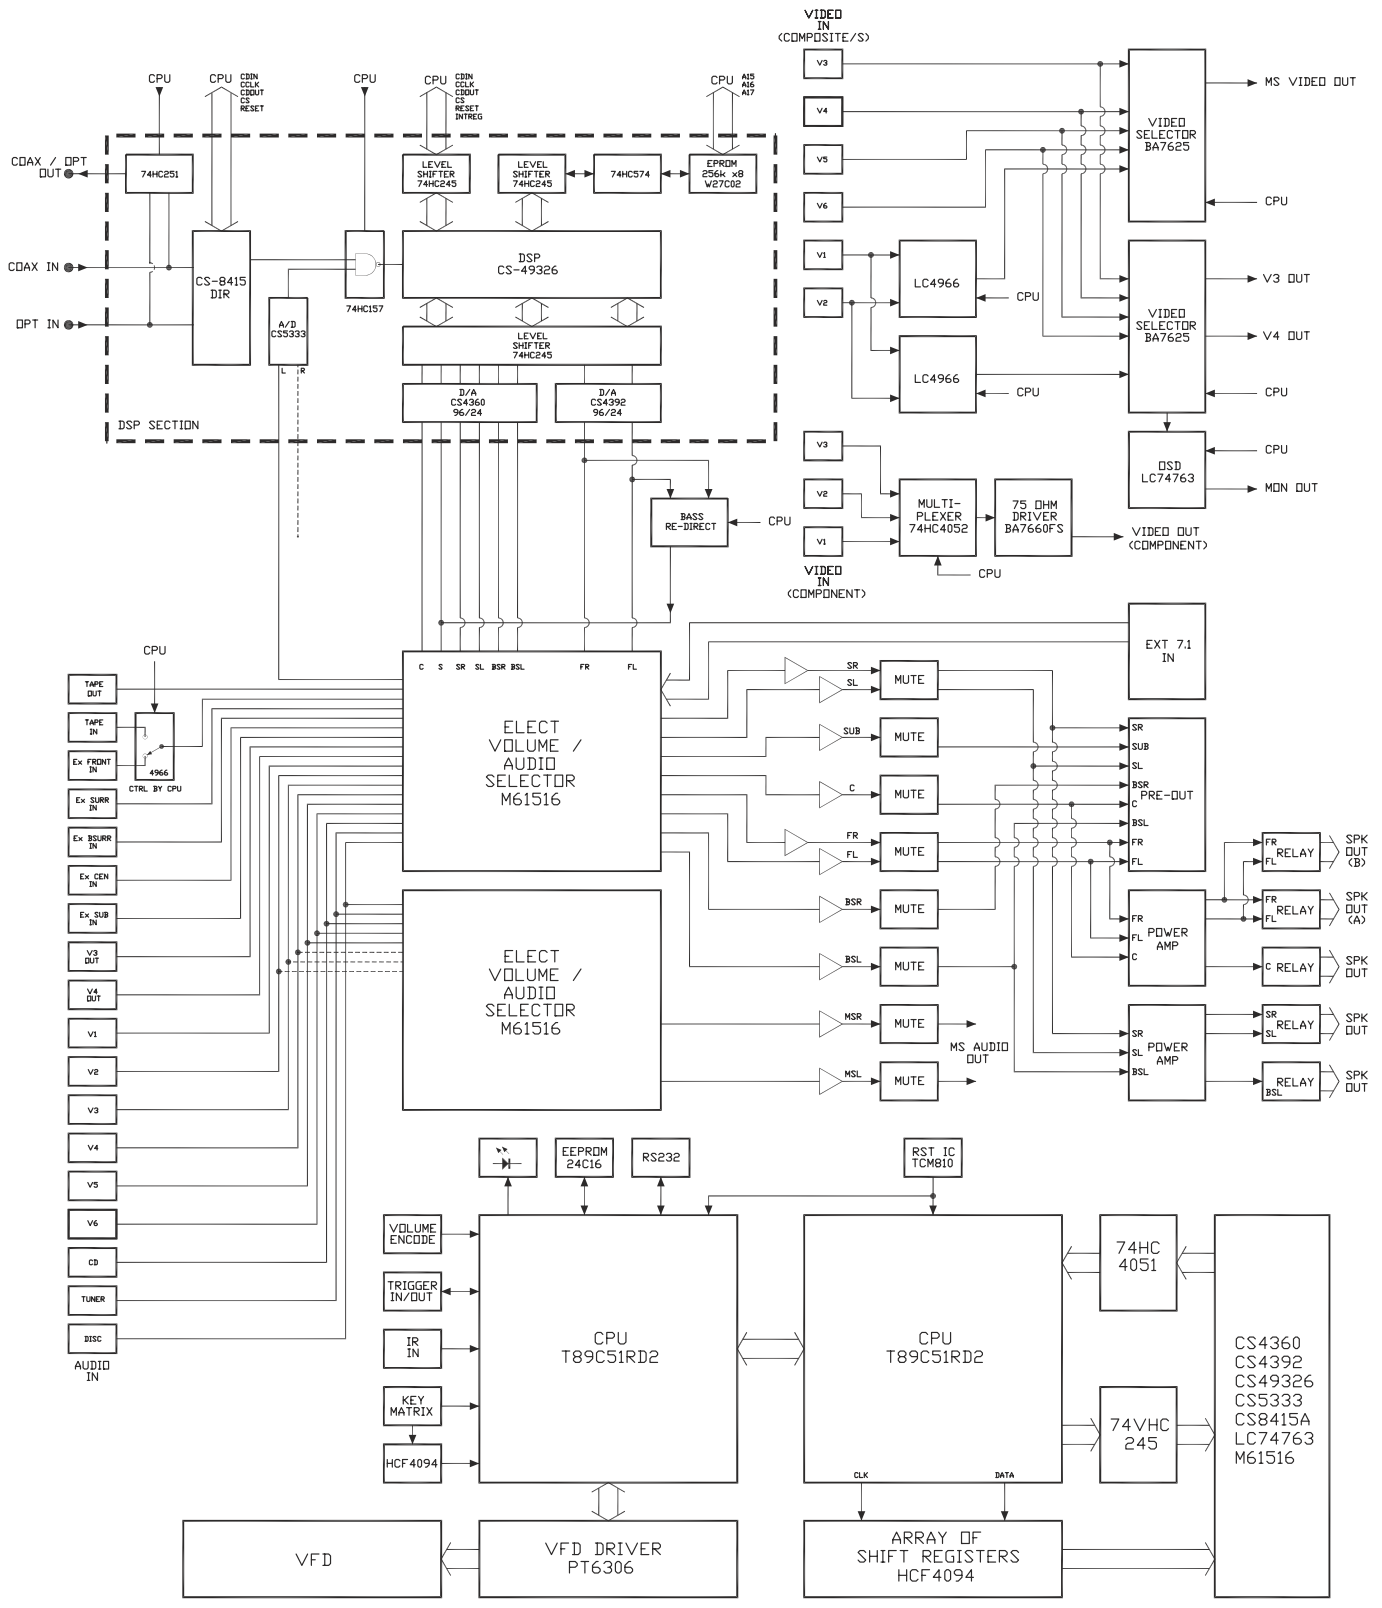 VIDEO
IN
(COMPOSITE/S)
V3
V4
V5
V6
V1
V2
VIDEO
SELECTOR
BA7625
MS VIDEO OUT
CPU
LC4966
CPU
LC4966
CPU
VIDEO
SELECTOR
BA7625
V3 OUT
V4 OUT
CPU
OSD
LC74763
CPU
MON OUT
V3
V2
V1
VIDEO
IN
(COMPONENT)
MULTI-
PLEXER
74HC4052
CPU
75 OHM
DRIVER
BA7660FS
VIDEO OUT
(COMPONENT)
CPU
CPU
CDIN
CCLK
CDOUT
CS
RESET
CPU
CPU
CDIN
CCLK
CDOUT
CS
RESET
INTREG
CPU
A15
A16
A17
COAX / OPT
OUT
74HC251
LEVEL
SHIFTER
74HC245
LEVEL
SHIFTER
74HC245
74HC574
EPROM
256k x8
W27C02
COAX IN
OPT IN
CS-8415
DIR
74HC157
DSP
CS-49326
A/D
CS5333
L
R
LEVEL
SHIFTER
74HC245
D/A
CS4360
96/24
D/A
CS4392
96/24
DSP SECTION
BASS
RE-DIRECT
CPU
C
S
SR
SL
BSR
BSL
FR
FL
ELECT
VOLUME /
AUDIO
SELECTOR
M61516
ELECT
VOLUME /
AUDIO
SELECTOR
M61516
EXT 7.1
IN
CPU
4966
CTRL BY CPU
TAPE
OUT
TAPE
IN
Ex FRONT
IN
Ex SURR
IN
Ex BSURR
IN
Ex CEN
IN
Ex SUB
IN
V3
OUT
V4
OUT
V1
V2
V3
V4
V5
V6
CD
TUNER
DISC
AUDIO
IN
SR
SL
MUTE
SUB
MUTE
C
MUTE
FR
FL
MUTE
BSR
MUTE
BSL
MUTE
MSR
MUTE
MSL
MUTE
MS AUDIO
OUT
SR
SUB
SL
BSR
C
BSL
FR
FL
PRE-OUT
FR
FL
C
POWER
AMP
SR
SL
BSL
POWER
AMP
FR
FL
RELAY
SPK
OUT
(B)
FR
FL
RELAY
SPK
OUT
(A)
C RELAY
SPK
OUT
SR
SL
RELAY
SPK
OUT
RELAY
BSL
SPK
OUT
EEPROM
24C16
RS232
RST IC
TCM810
VOLUME
ENCODE
TRIGGER
IN/OUT
IR
IN
KEY
MATRIX
HCF4094
CPU
T89C51RD2
CPU
T89C51RD2
CLK
DATA
74HC
4051
74VHC
245
CS4360
CS4392
CS49326
CS5333
CS8415A
LC74763
M61516
VFD
VFD DRIVER
PT6306
ARRAY OF
SHIFT REGISTERS
HCF4094